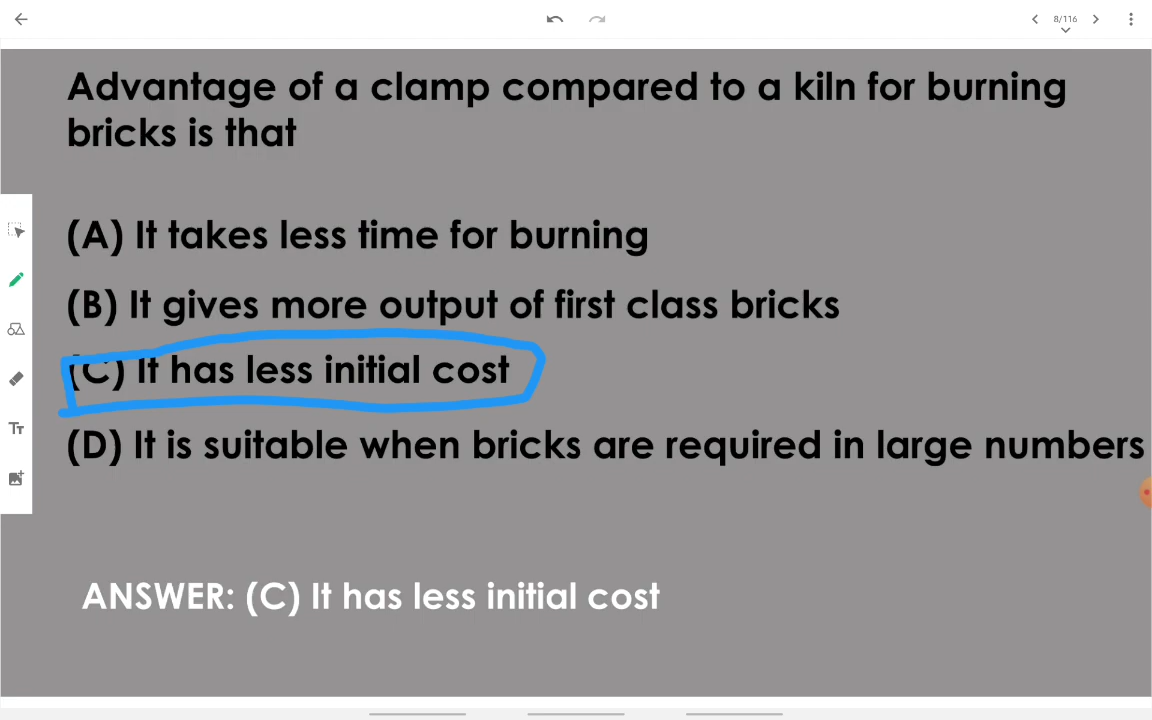 8/116
Advantage of a clamp compared to a kiln for burning
bricks is that
(A) It takes less time for burning
(B) It gives more output of first class bricks
(C) It has less initial cost
(D) It is suitable when bricks are required in large numbers
Tт
ANSWER: (C) It has less initial cost